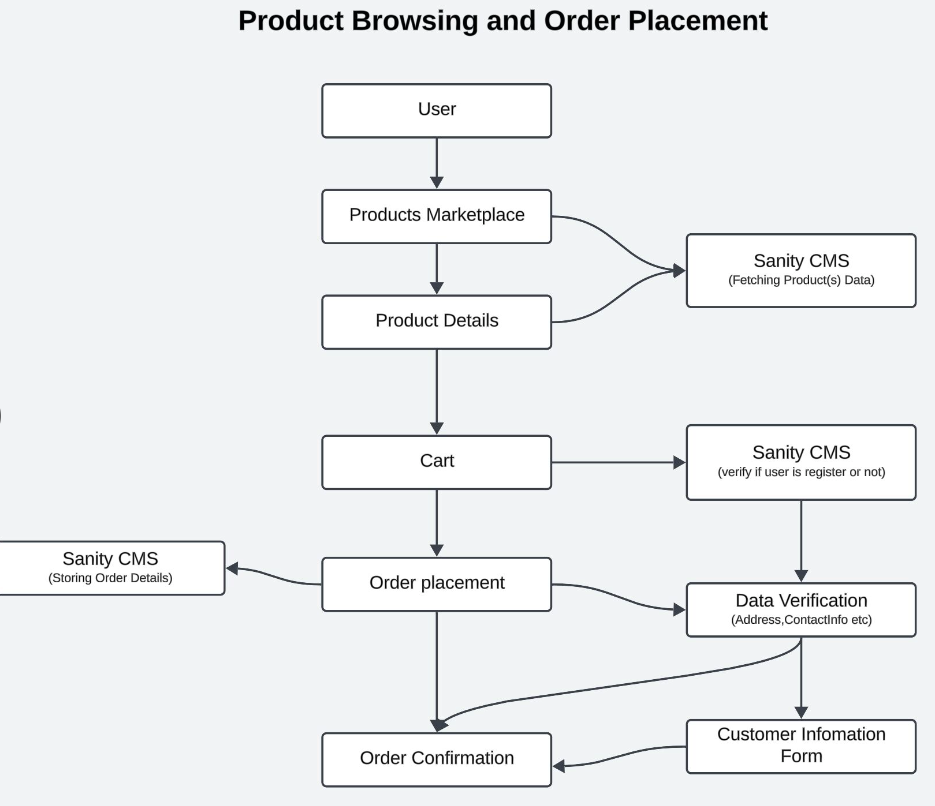 Product Browsing and Order Placement
User
Products Marketplace
Sanity CMS
(Fetching Product(s) Data)
Product Details
Cart
Sanity CMS
(verify if user is register or not)
Sanity CMS
(Storing Order Details)
Order placement
Data Verification
(Address,ContactInfo etc)
Order Confirmation
Customer Infomation
Form